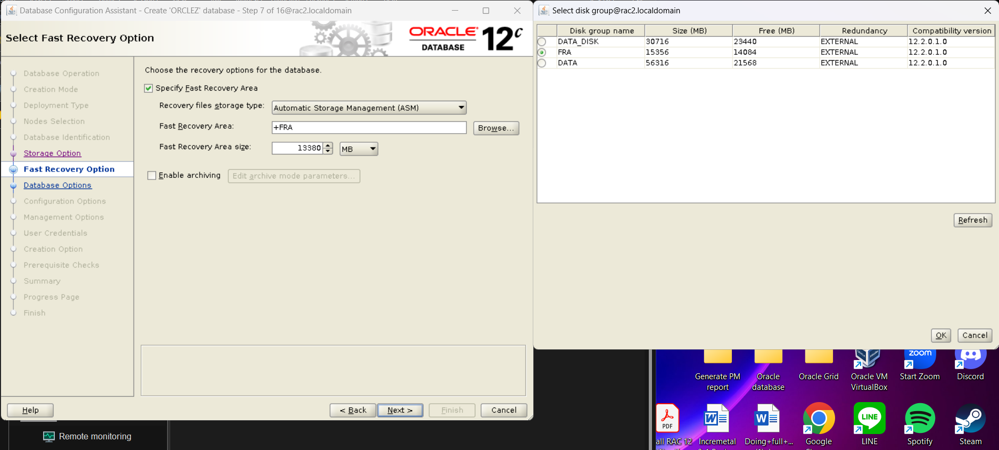 Database Configuration Assistant - Create 'ORCLEZ' database - Step 7 of 16@rac2.localdomain
Select Fast Recovery Option
ORACLE
DATABASE
12c
Database Operation
Creation Mode
Deployment Type
Nodes Selection
Database Identification
Storage Option
Fast Recovery Option
Database Options
Configuration Options
Management Options
User Credentials
Creation Option
Prerequisite Checks
Summary
Progress Page
Finish
Choose the recovery options for the database.
Specify Fast Recovery Area
Recovery files storage type: Automatic Storage Management (ASM)
Fast Recovery Area: +FRA Browse...
Fast Recovery Area size: 13380 MB
Enable archiving Edit archive mode parameters...
Help < Back Next > Finish Cancel
Select disk group@rac2.localdomain
Disk group name Size (MB) Free (MB) Redundancy Compatibility version
DATA_DISK 30716 23440 EXTERNAL 12.2.0.1.0
FRA 15356 14084 EXTERNAL 12.2.0.1.0
DATA 56316 21568 EXTERNAL 12.2.0.1.0
Refresh
OK Cancel
Remote monitoring
zoom
Generate PM
report
Oracle
database
Oracle Grid
Oracle VM
VirtualBox
Start Zoom
Discord
PDF
LINE
all RAC 12
Incremetal
Doing+full+...
Google
LINE
Spotify
Steam